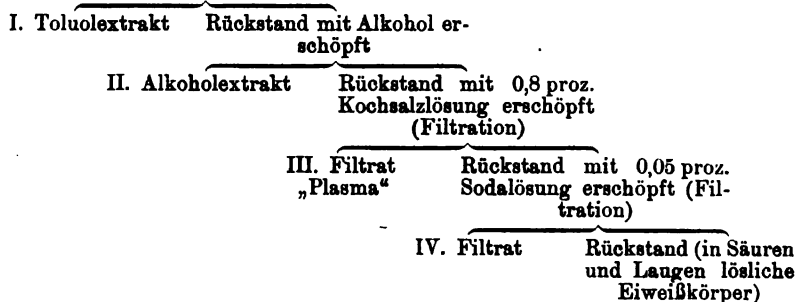 I. Toluolextrakt Rückstand mit Alkohol er-
schöpft
II. Alkoholextrakt Rückstand mit 0,8 proz.
Kochsalzlösung erschöpft
(Filtration)
III. Filtrat Rückstand mit 0,05 proz.
„Plasma“ Sodalösung erschöpft (Fil-
tration)
IV. Filtrat Rückstand (in Säuren
und Laugen lösliche
Eiweißkörper)